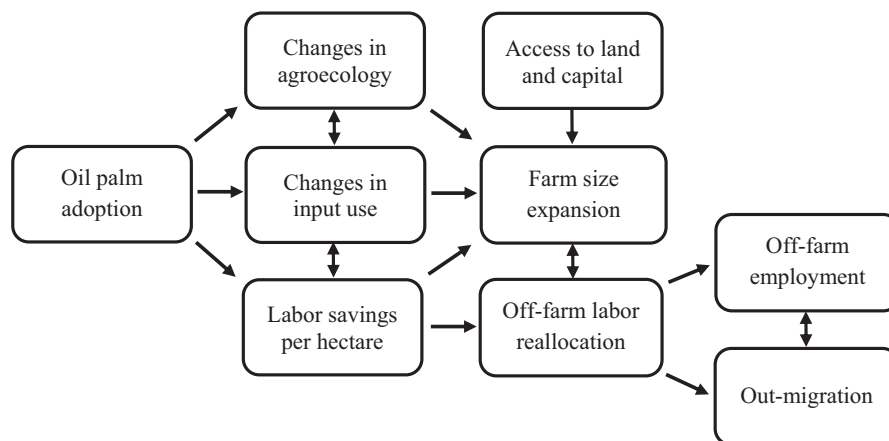 Changes in
agroecology
Access to land
and capital
Oil palm
adoption
Changes in
input use
Farm size
expansion
Off-farm
employment
Labor savings
per hectare
Off-farm labor
reallocation
Out-migration